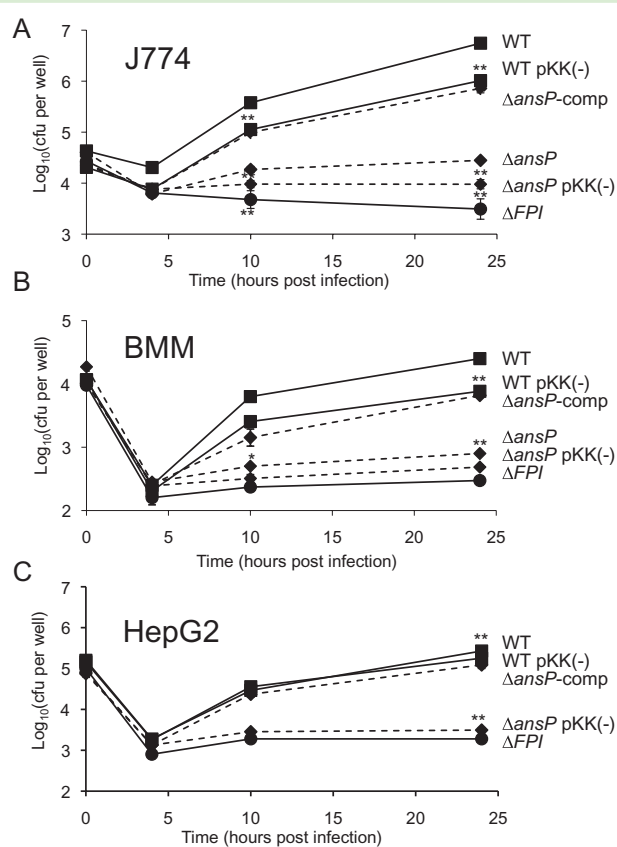 A
J774
7
6
5
4
3
Log₁₀(cfu per well)
0
5
10
15
20
25
Time (hours post infection)
**
**
**
**
**
**
WT
WT pKK(-)
ΔansP-comp
ΔansP
ΔansP pKK(-)
ΔFPI
B
BMM
5
4
3
2
Log₁₀(cfu per well)
0
5
10
15
20
25
Time (hours post infection)
*
**
**
WT
WT pKK(-)
ΔansP-comp
ΔansP
ΔansP pKK(-)
ΔFPI
C
HepG2
7
6
5
4
3
2
Log₁₀(cfu per well)
0
5
10
15
20
25
Time (hours post infection)
**
**
WT
WT pKK(-)
ΔansP-comp
ΔansP pKK(-)
ΔFPI